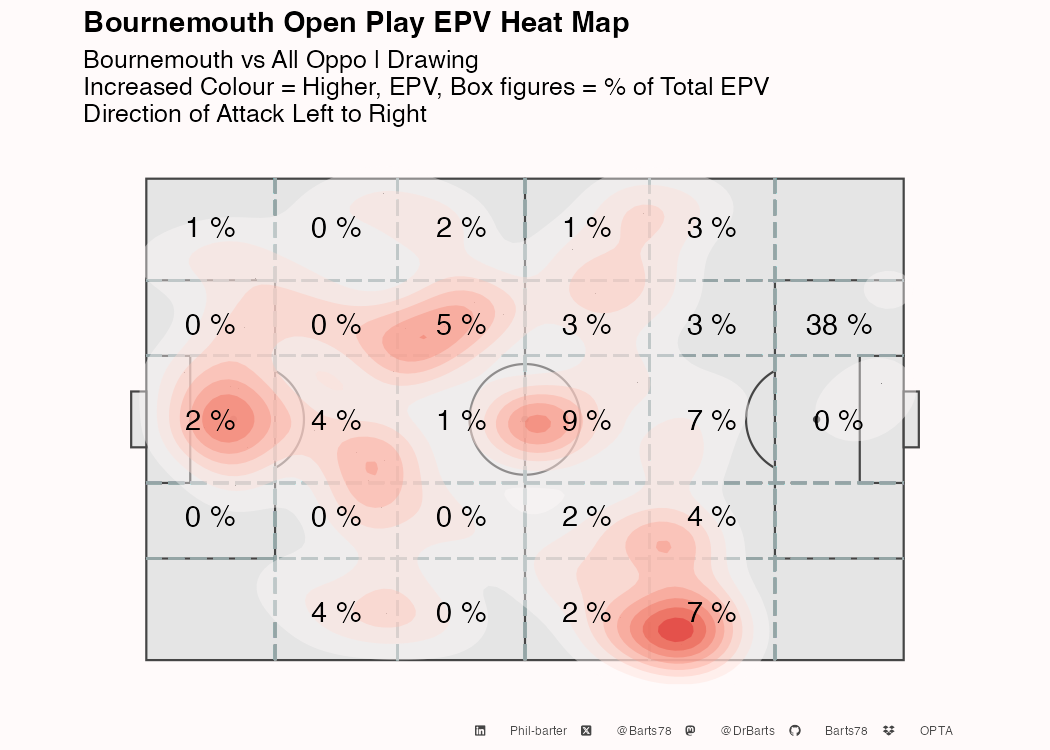 Bournemouth Open Play EPV Heat Map
Bournemouth vs All Oppo | Drawing
Increased Colour = Higher, EPV, Box figures = % of Total EPV
Direction of Attack Left to Right
1 % 0 % 2 % 1 % 3 %
0 % 0 % 5 % 3 % 3 % 38 %
2 % 4 % 1 % 9 % 7 % 0 %
0 % 0 % 0 % 2 % 4 %
4 % 0 % 2 % 7 %
Phil-barter @Barts78 @DrBarts Barts78 OPTA